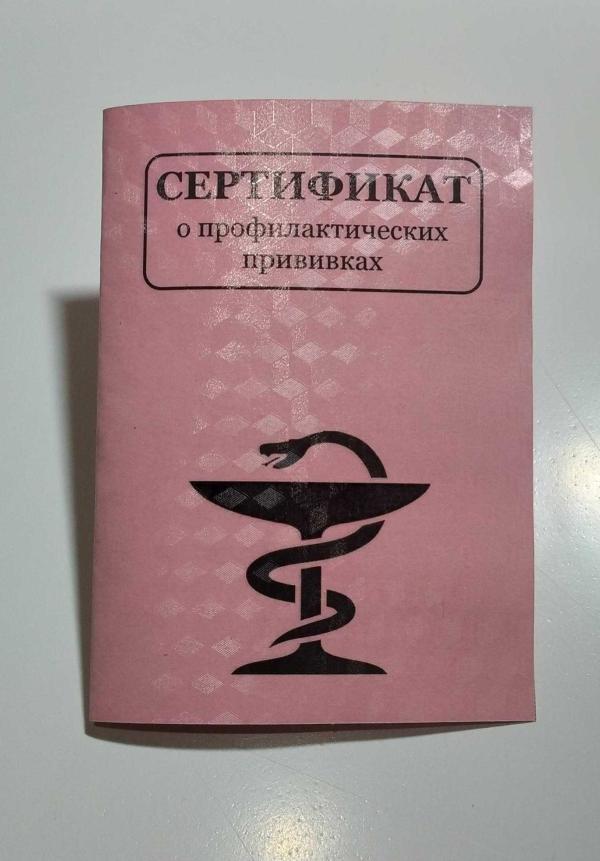 СЕРТИФИКАТ
о профилактических
прививках